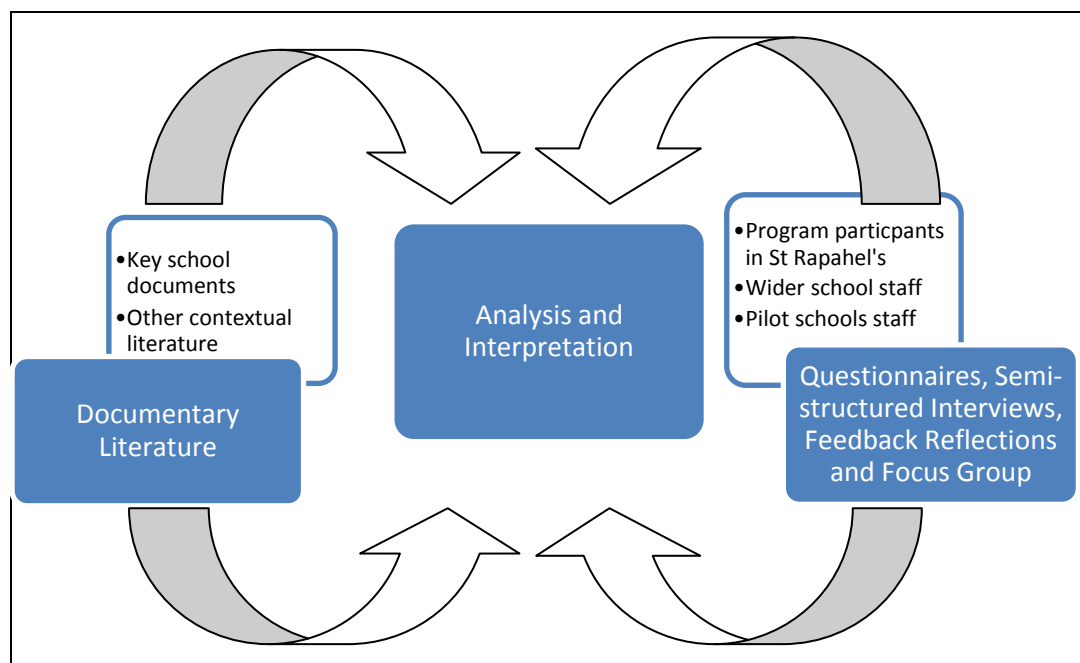 •Key school
documents
•Other contextual
literature
Documentary
Literature
Analysis and
Interpretation
•Program particpants
in St Rapahel's
•Wider school staff
•Pilot schools staff
Questionnaires, Semi-
structured Interviews,
Feedback Reflections
and Focus Group